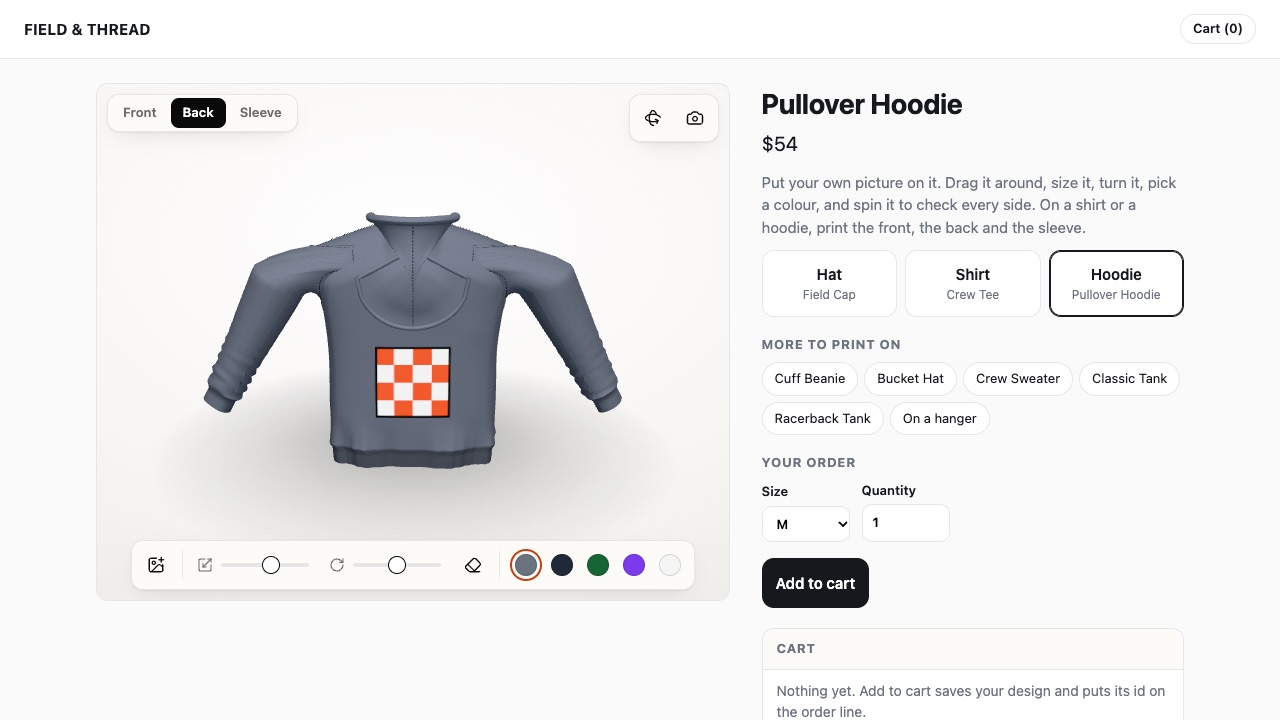 FIELD & THREAD
Cart (0)
Front
Back
Sleeve
Pullover Hoodie
$54
Put your own picture on it. Drag it around, size it, turn it, pick
a colour, and spin it to check every side. On a shirt or a
hoodie, print the front, the back and the sleeve.
Hat
Field Cap
Shirt
Crew Tee
Hoodie
Pullover Hoodie
MORE TO PRINT ON
Cuff Beanie
Bucket Hat
Crew Sweater
Classic Tank
Racerback Tank
On a hanger
YOUR ORDER
Size
Quantity
M
1
Add to cart
CART
Nothing yet. Add to cart saves your design and puts its id on
the order line.